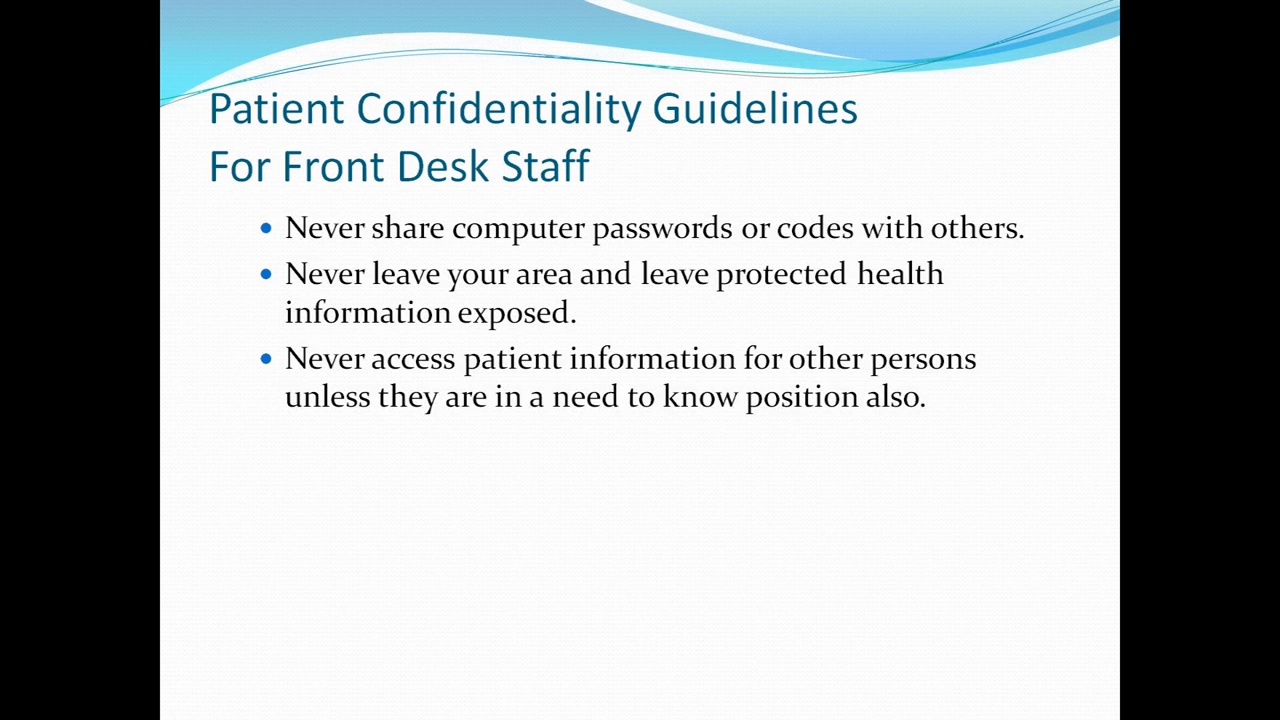 Patient Confidentiality Guidelines
For Front Desk Staff
• Never share computer passwords or codes with others.
• Never leave your area and leave protected health
information exposed.
• Never access patient information for other persons
unless they are in a need to know position also.